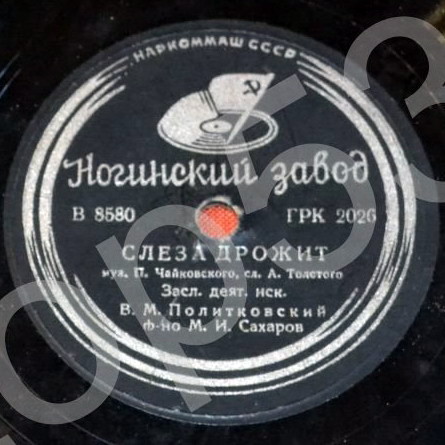 НАРКОММАШ СССР
Ногинский завод
В 8580 ГРК 2026
СЛЕЗА ДРОЖИТ
муз. П. Чайковского, сл. А. Толстого
Засл. деят. иск.
В. М. Политковский
ф-но М. И. Сахаров